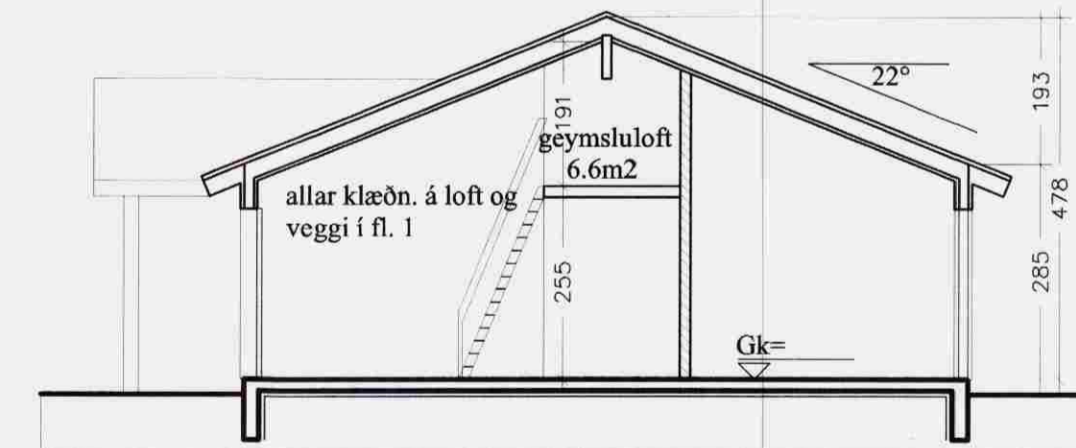 22°
193
191
geymsluloft
6.6m2
allar klæðn. á loft og
veggi í fl. 1
478
285
255
Gk=